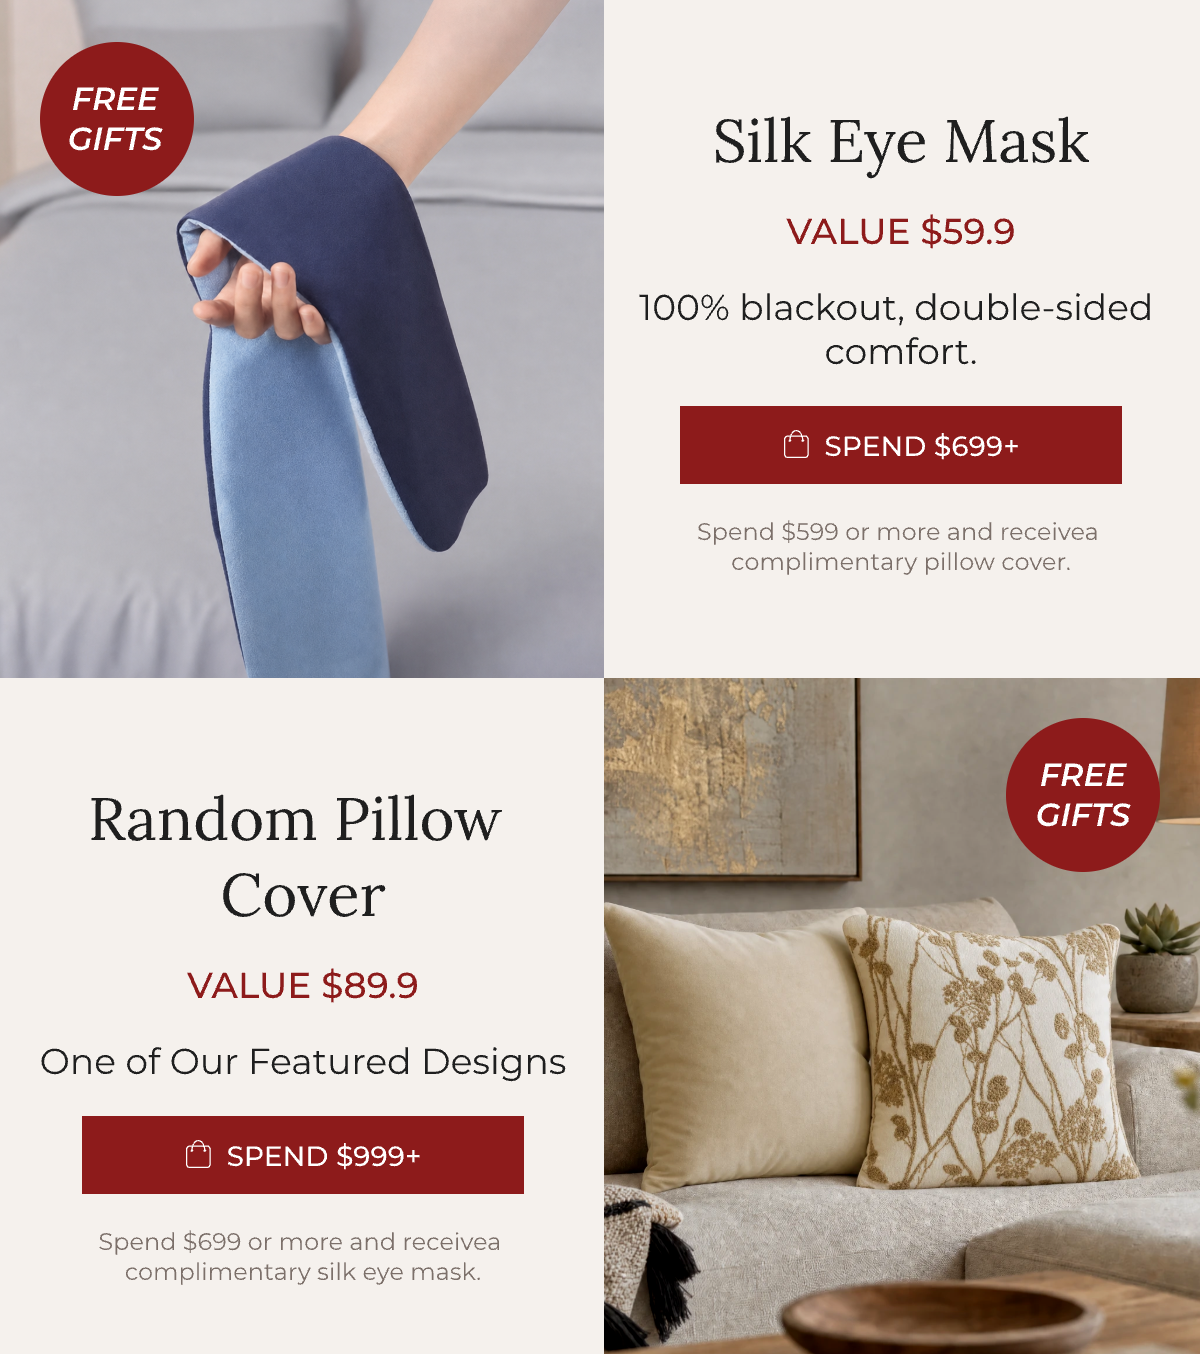 FREE
GIFTS
Silk Eye Mask
VALUE $59.9
100% blackout, double-sided
comfort.
SPEND $699+
Spend $599 or more and receivea
complimentary pillow cover.
Random Pillow
Cover
VALUE $89.9
One of Our Featured Designs
SPEND $999+
Spend $699 or more and receivea
complimentary silk eye mask.
FREE
GIFTS